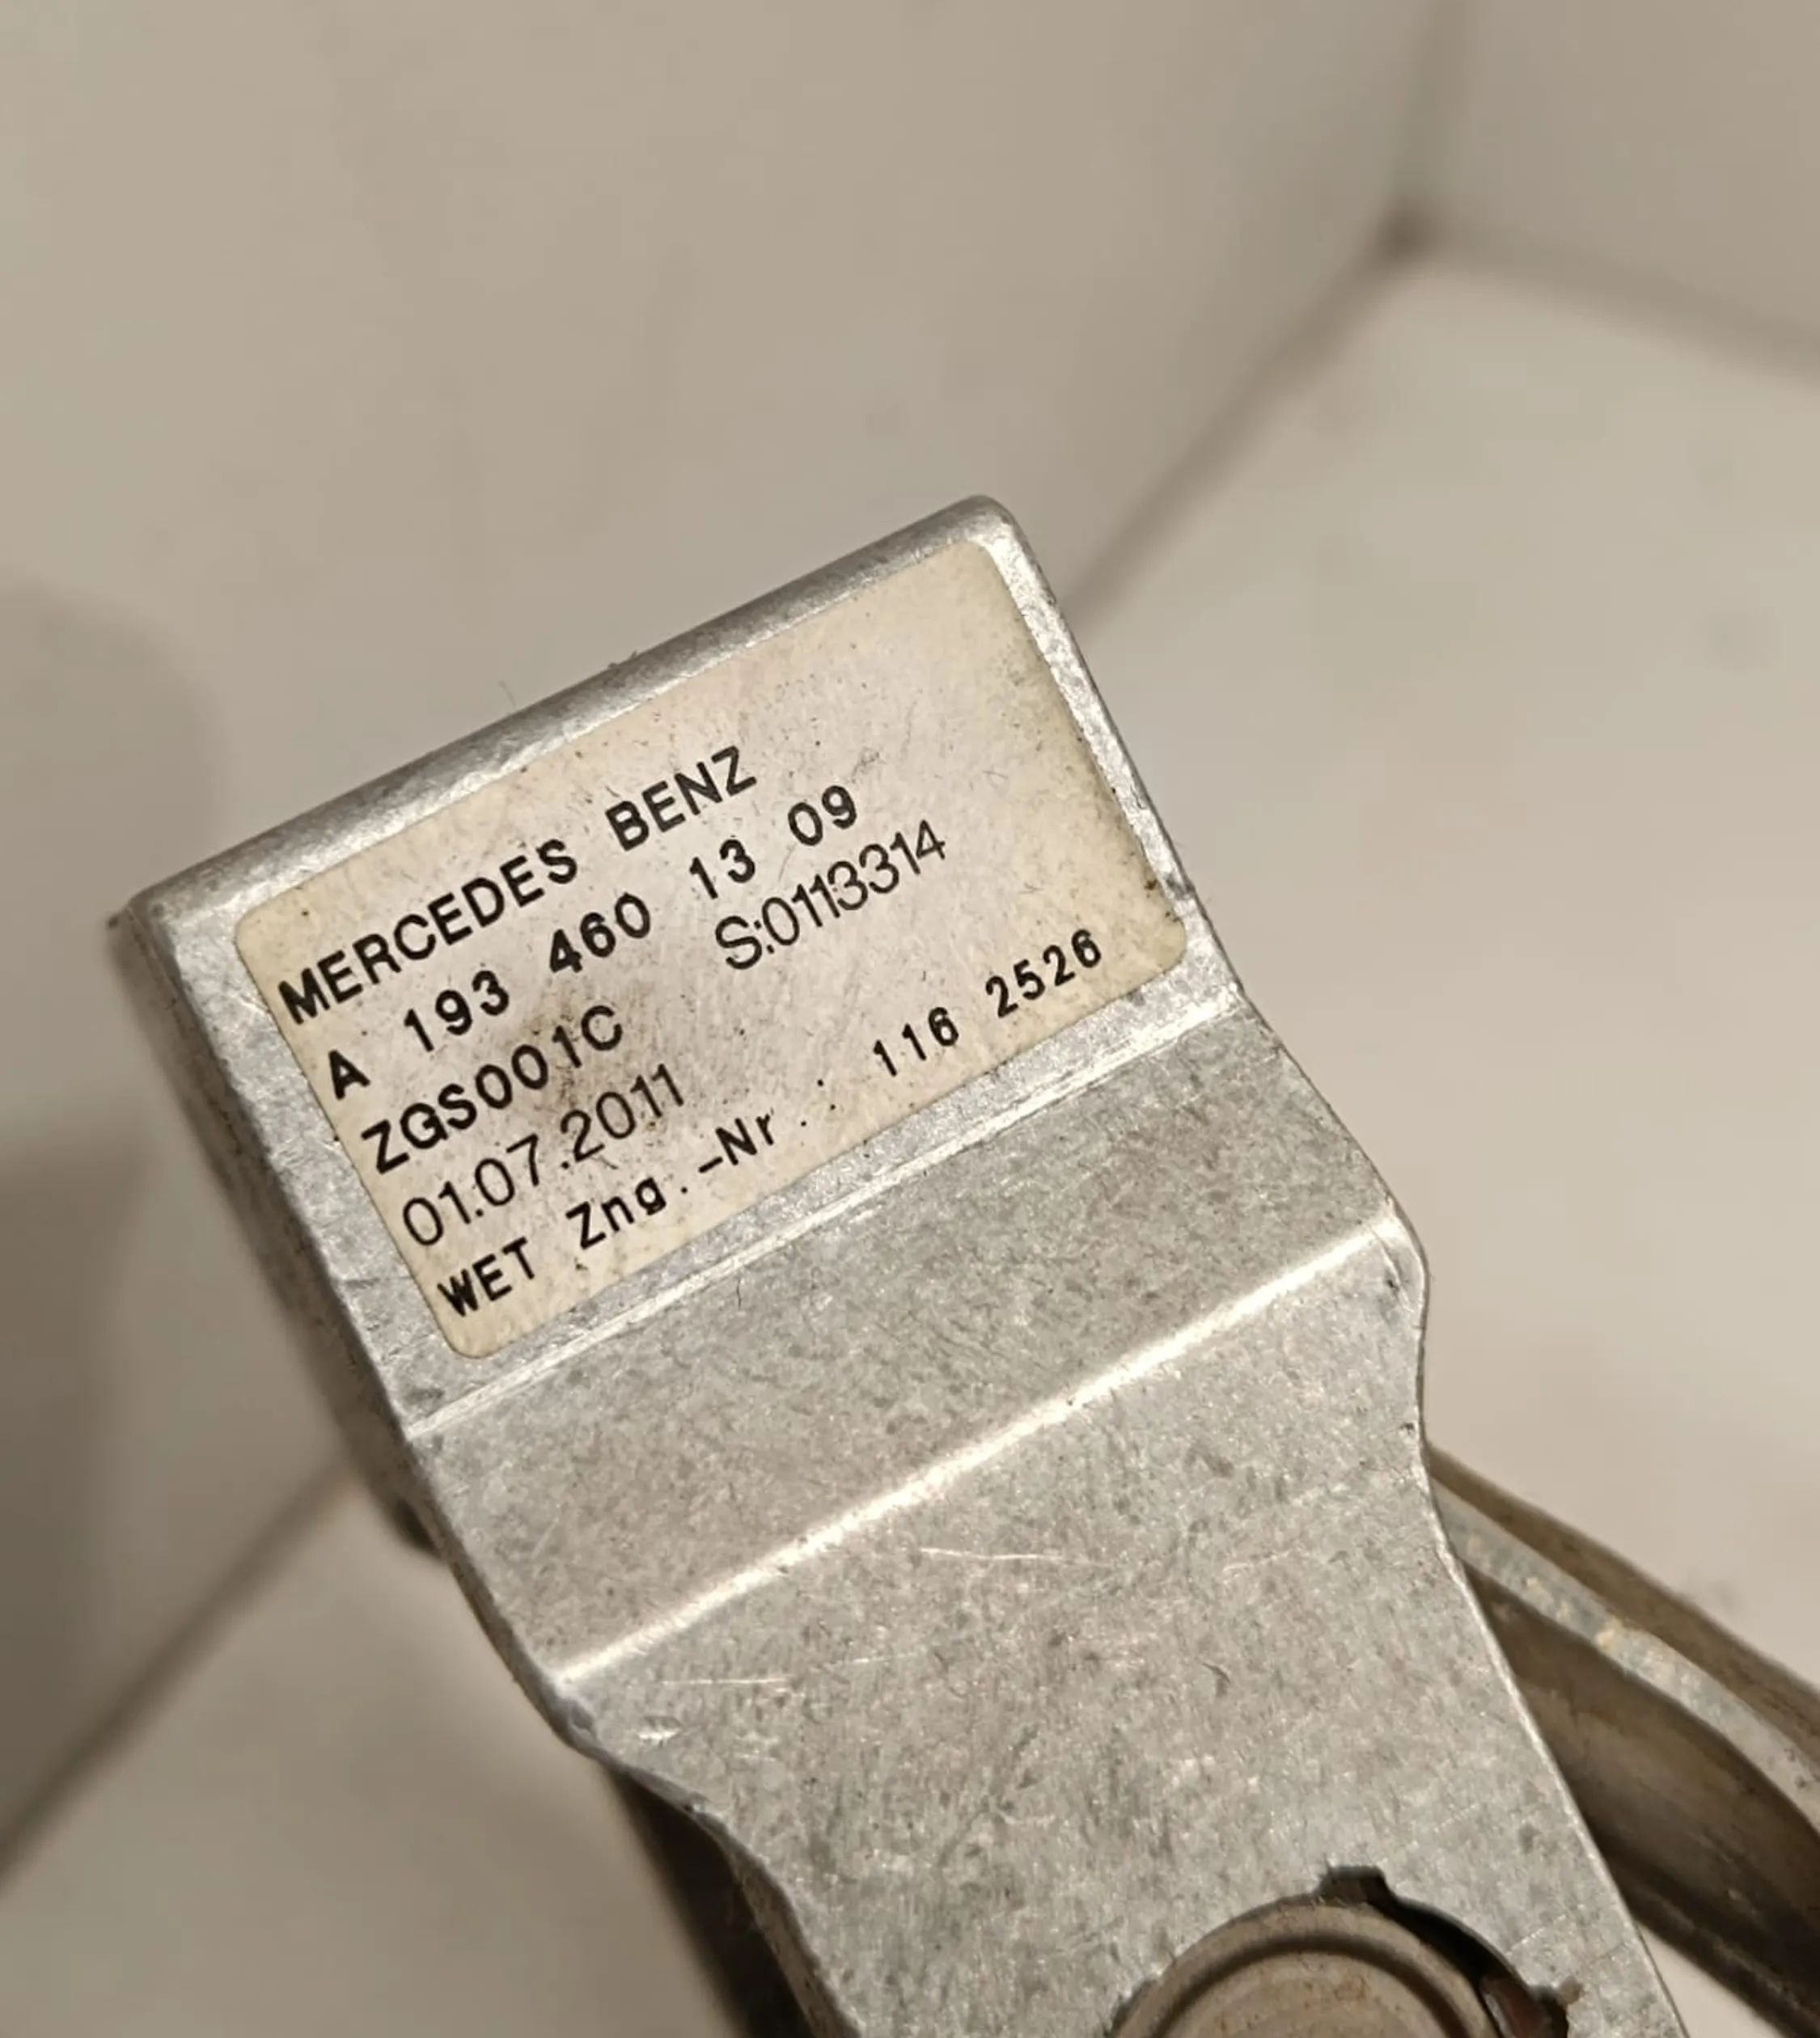 MERCEDES BENZ
A 193 460 13 09
ZGS001C S:0113314
01.07.2011
WET Zng.-Nr.. 116 2526